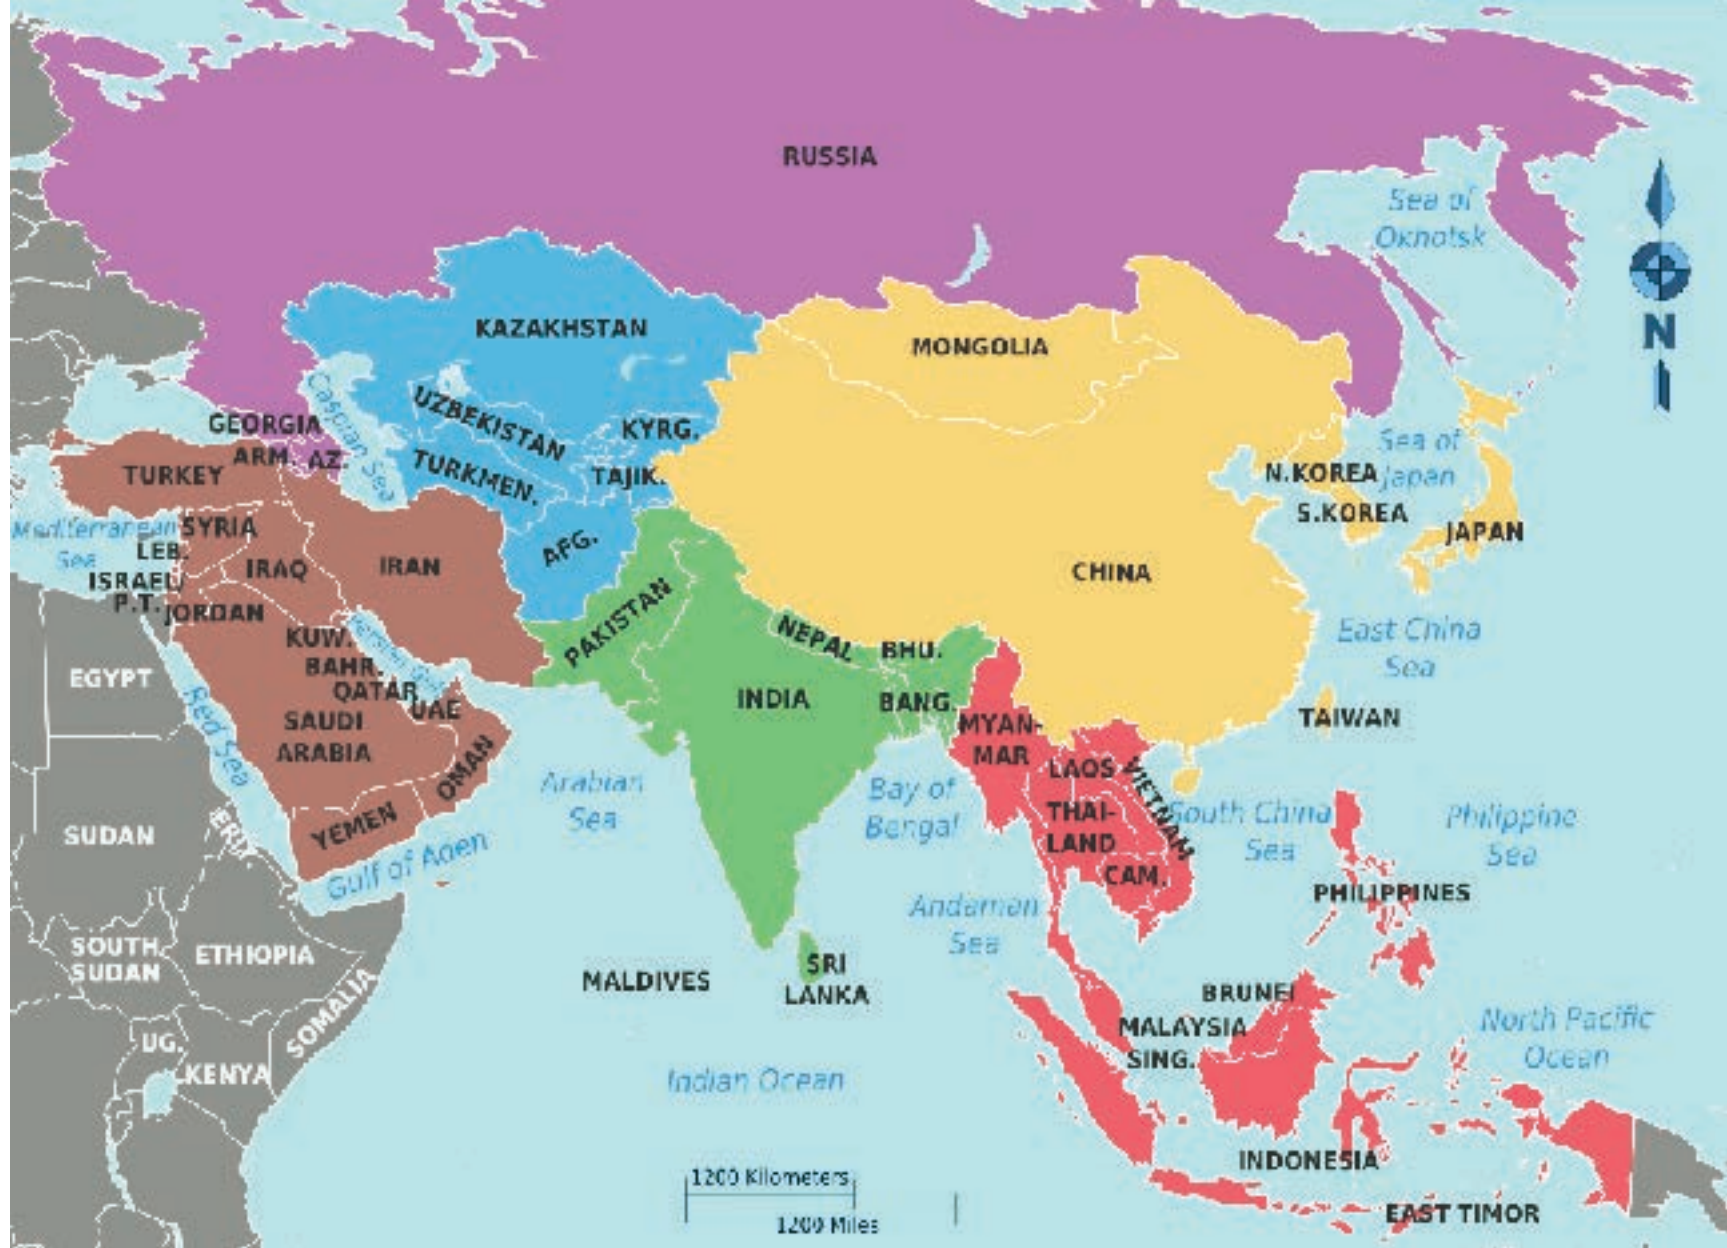 RUSSIA
Sea of
Okhotsk
N
KAZAKHSTAN
MONGOLIA
Caspian Sea
UZBEKISTAN
KYRG.
GEORGIA
ARM.
AZ.
TURKEY
TURKMEN.
TAJIK.
Sea of
Japan
N.KOREA
S.KOREA
JAPAN
Mediterranean
Sea
SYRIA
LEB.
ISRAEL/
P.T.
JORDAN
IRAQ
IRAN
AFG.
CHINA
PAKISTAN
NEPAL
BHU.
East China
Sea
KUW.
BAHR.
QATAR
UAE
Persian Gulf
EGYPT
Red Sea
SAUDI
ARABIA
INDIA
BANG.
MYAN-
MAR
TAIWAN
OMAN
YEMEN
Arabian
Sea
Bay of
Bengal
LAOS
VIETNAM
THAI-
LAND
CAM.
South China
Sea
Philippine
Sea
SUDAN
ERIT.
Gulf of Aden
PHILIPPINES
Andaman
Sea
SOUTH
SUDAN
ETHIOPIA
SOMALIA
MALDIVES
SRI
LANKA
BRUNEI
MALAYSIA
SING.
North Pacific
Ocean
UG.
KENYA
Indian Ocean
INDONESIA
EAST TIMOR
1200 Kilometers
1200 Miles